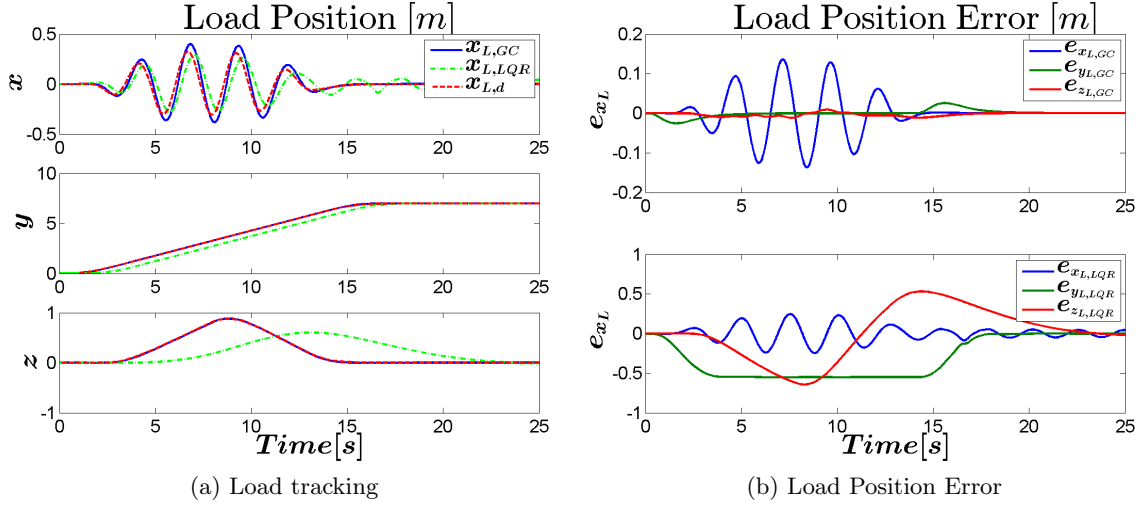 Load Position [m]
x
0.5
0
-0.5
x_{L,GC}
x_{L,LQR}
x_{L,d}
0 5 10 15 20 25
y
10
5
0
0 5 10 15 20 25
z
1
0
-1
0 5 10 15 20 25
Time[s]
(a) Load tracking
Load Position Error [m]
e_{x_L}
0.2
0.1
0
-0.1
-0.2
e_{x_{L,GC}}
e_{y_{L,GC}}
e_{z_{L,GC}}
0 5 10 15 20 25
e_{x_L}
1
0.5
0
-0.5
-1
e_{x_{L,LQR}}
e_{y_{L,LQR}}
e_{z_{L,LQR}}
0 5 10 15 20 25
Time[s]
(b) Load Position Error